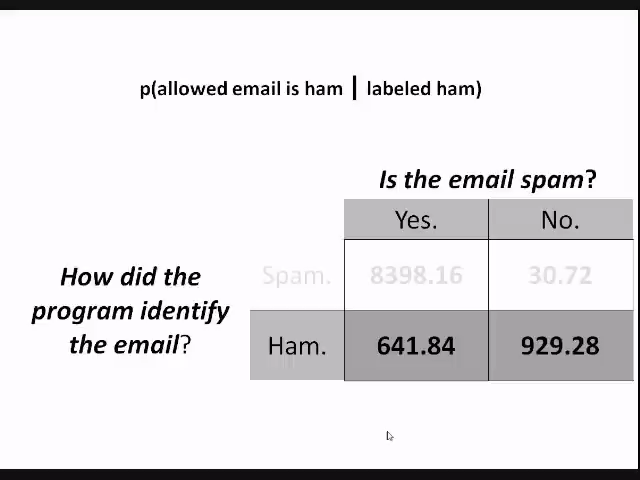 p(allowed email is ham | labeled ham)
Is the email spam?
Yes. No.
How did the
program identify
the email?
Spam. 8398.16 30.72
Ham. 641.84 929.28